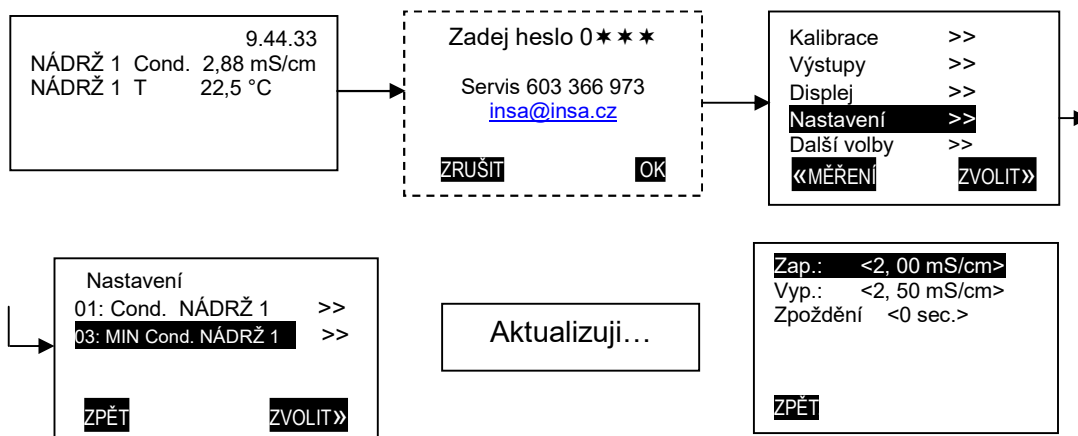 9.44.33
NÁDRŽ 1 Cond. 2,88 mS/cm
NÁDRŽ 1 T 22,5 °C
Zadej heslo 0✶✶✶
Servis 603 366 973
insa@insa.cz
ZRUŠIT OK
Kalibrace >>
Výstupy >>
Displej >>
Nastavení >>
Další volby >>
«MĚŘENÍ ZVOLIT»
Nastavení
01: Cond. NÁDRŽ 1 >>
03: MIN Cond. NÁDRŽ 1 >>
ZPĚT ZVOLIT»
Aktualizuji…
Zap.: <2, 00 mS/cm>
Vyp.: <2, 50 mS/cm>
Zpoždění <0 sec.>
ZPĚT